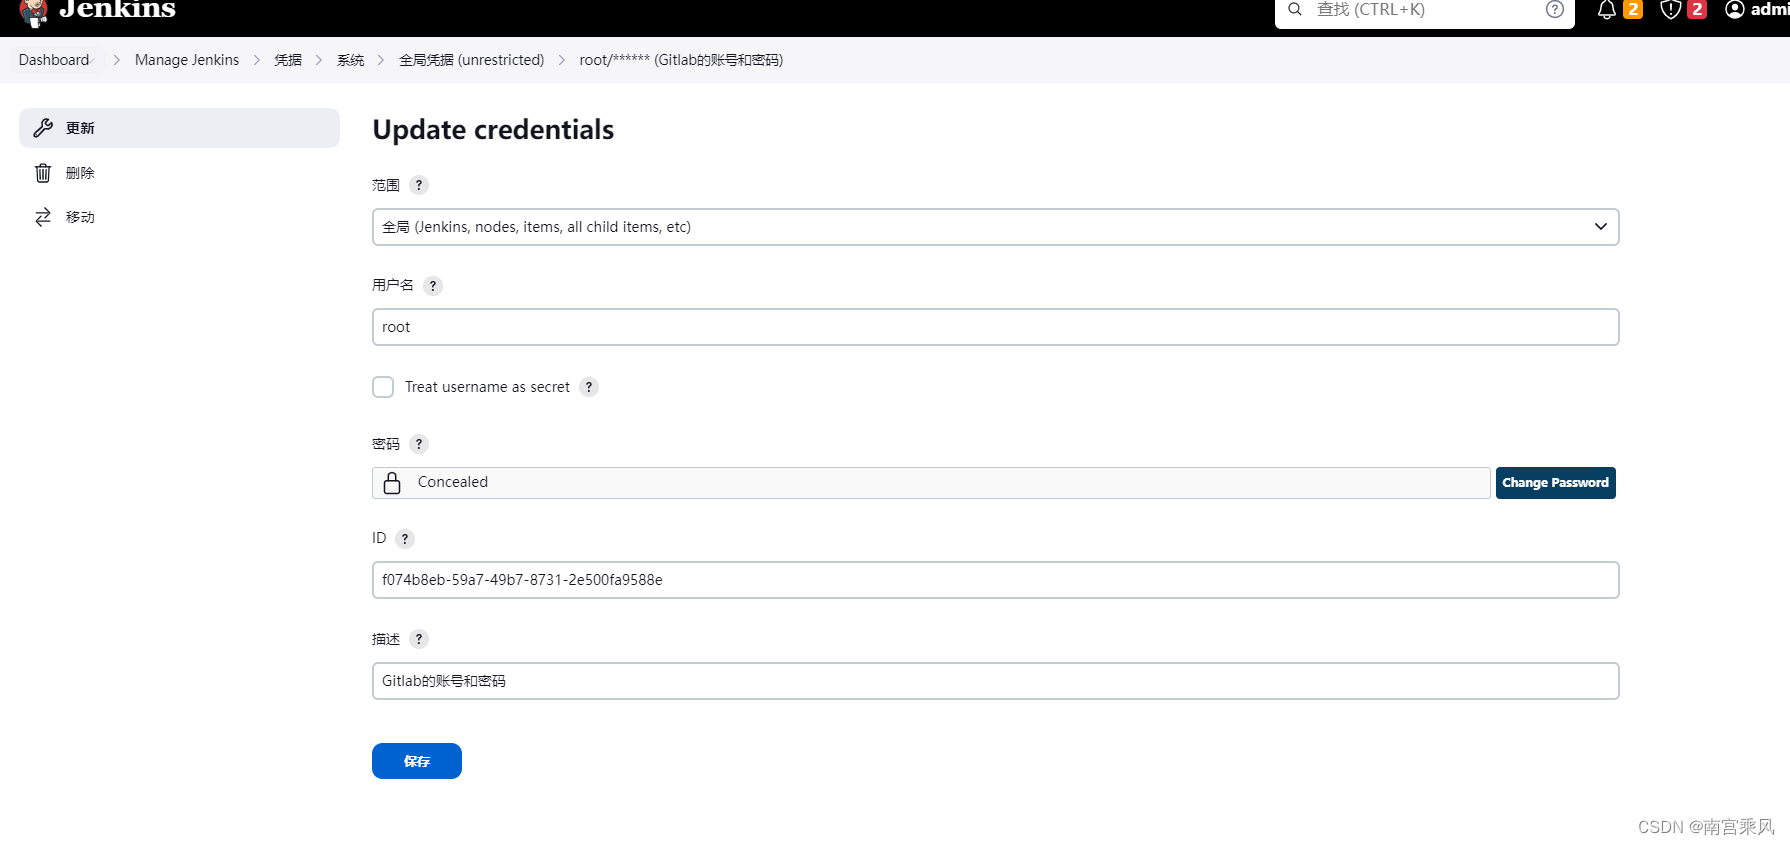 Jenkins
查找 (CTRL+K)
?
2
2
admi
Dashboard > Manage Jenkins > 凭据 > 系统 > 全局凭据 (unrestricted) > root/****** (Gitlab的账号和密码)
更新
删除
移动
Update credentials
范围 ?
全局 (Jenkins, nodes, items, all child items, etc)
用户名 ?
root
Treat username as secret ?
密码 ?
Concealed
Change Password
ID ?
f074b8eb-59a7-49b7-8731-2e500fa9588e
描述 ?
Gitlab的账号和密码
保存
CSDN @南宫乘风